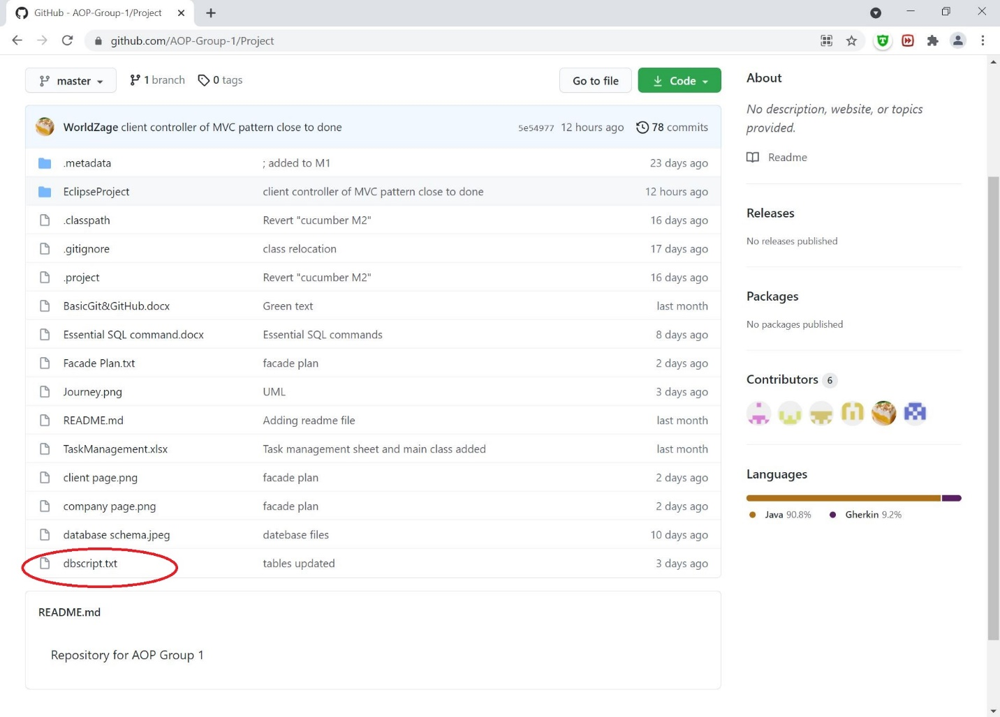 GitHub - AOP-Group-1/Project
github.com/AOP-Group-1/Project
master 1 branch 0 tags Go to file Code
WorldZage client controller of MVC pattern close to done 5e54977 12 hours ago 78 commits
.metadata ; added to M1 23 days ago
EclipseProject client controller of MVC pattern close to done 12 hours ago
.classpath Revert "cucumber M2" 16 days ago
.gitignore class relocation 17 days ago
.project Revert "cucumber M2" 16 days ago
BasicGit&GitHub.docx Green text last month
Essential SQL command.docx Essential SQL commands 8 days ago
Facade Plan.txt facade plan 2 days ago
Journey.png UML 3 days ago
README.md Adding readme file last month
TaskManagement.xlsx Task management sheet and main class added last month
client page.png facade plan 2 days ago
company page.png facade plan 2 days ago
database schema.jpeg datebase files 10 days ago
dbscript.txt tables updated 3 days ago
README.md
Repository for AOP Group 1
About
No description, website, or topics
provided.
Readme
Releases
No releases published
Packages
No packages published
Contributors 6
Languages
Java 90.8% Gherkin 9.2%